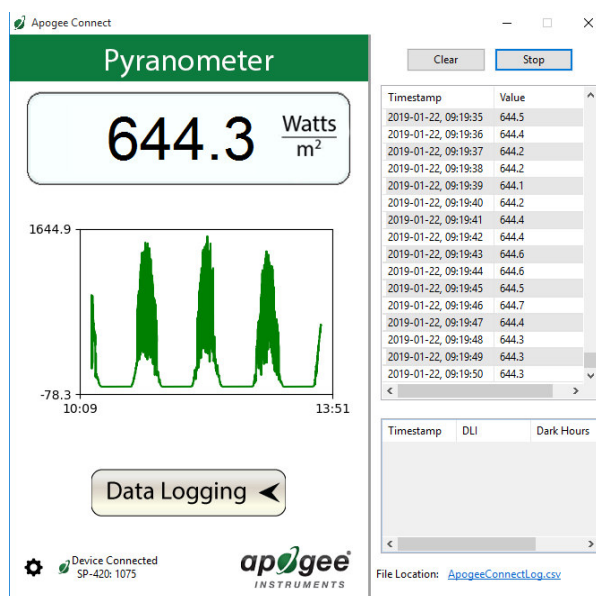 Apogee Connect
Pyranometer
644.3 Watts
m²
1644.9
-78.3
10:09 13:51
Data Logging
Device Connected
SP-420: 1075
apogee
INSTRUMENTS
Clear Stop
Timestamp Value
2019-01-22, 09:19:35 644.5
2019-01-22, 09:19:36 644.4
2019-01-22, 09:19:37 644.2
2019-01-22, 09:19:38 644.2
2019-01-22, 09:19:39 644.1
2019-01-22, 09:19:40 644.2
2019-01-22, 09:19:41 644.4
2019-01-22, 09:19:42 644.4
2019-01-22, 09:19:43 644.6
2019-01-22, 09:19:44 644.6
2019-01-22, 09:19:45 644.5
2019-01-22, 09:19:46 644.7
2019-01-22, 09:19:47 644.4
2019-01-22, 09:19:48 644.3
2019-01-22, 09:19:49 644.3
2019-01-22, 09:19:50 644.3
Timestamp DLI Dark Hours
File Location: ApogeeConnectLog.csv